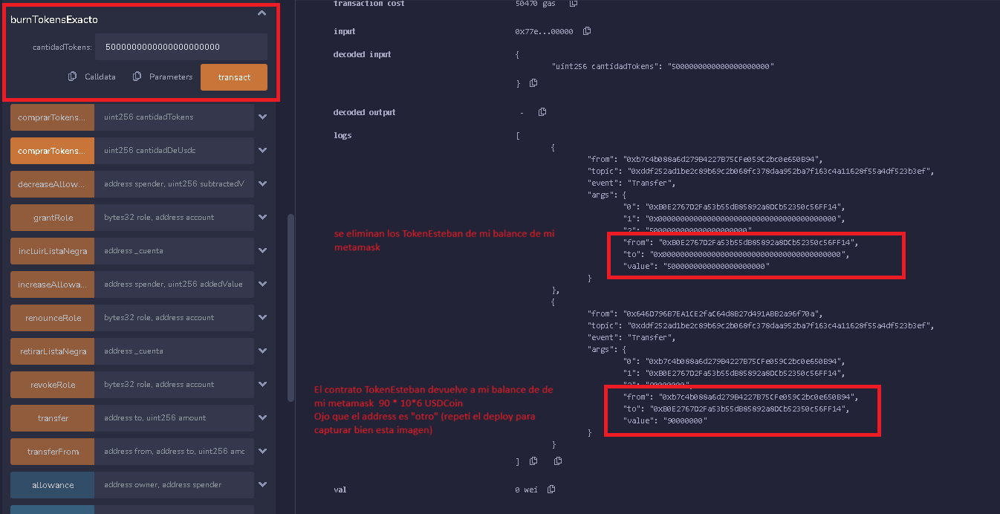 burnTokensExacto
cantidadTokens:
5000000000000000000000
Calldata
Parameters
transact
comprarTokens...
uint256 cantidadTokens
comprarTokens...
uint256 cantidadDeUsdc
decreaseAllow...
address spender, uint256 subtractedV
grantRole
bytes32 role, address account
incluirListaNegra
address _cuenta
increaseAllowa...
address spender, uint256 addedValue
renounceRole
bytes32 role, address account
retirarListaNegra
address _cuenta
revokeRole
bytes32 role, address account
transfer
address to, uint256 amount
transferFrom
address from, address to, uint256 amc
allowance
address owner, address spender
transaction cost
50470 gas
input
0x77e...00000
decoded input
{
"uint256 cantidadTokens": "5000000000000000000000"
}
decoded output
-
logs
[
{
"from": "0xb7c4b088a6d279B4227B75CFe059C2bc0e650B94",
"topic": "0xddf252ad1be2c89b69c2b068fc378daa952ba7f163c4a11628f55a4df523b3ef",
"event": "Transfer",
"args": {
"0": "0xB0E2767D2Fa53b55dB85892a8DCb52350c56FF14",
"1": "0x0000000000000000000000000000000000000000",
"2": "5000000000000000000000",
"from": "0xB0E2767D2Fa53b55dB85892a8DCb52350c56FF14",
"to": "0x0000000000000000000000000000000000000000",
"value": "5000000000000000000000"
}
},
se eliminan los TokenEsteban de mi balance de mi
metamask
{
"from": "0x646D796B7EA1CE2faC64d8B27d491ABB2a96f70a",
"topic": "0xddf252ad1be2c89b69c2b068fc378daa952ba7f163c4a11628f55a4df523b3ef",
"event": "Transfer",
"args": {
"0": "0xb7c4b088a6d279B4227B75CFe059C2bc0e650B94",
"1": "0xB0E2767D2Fa53b55dB85892a8DCb52350c56FF14",
"2": "90000000",
"from": "0xb7c4b088a6d279B4227B75CFe059C2bc0e650B94",
"to": "0xB0E2767D2Fa53b55dB85892a8DCb52350c56FF14",
"value": "90000000"
}
}
El contrato TokenEsteban devuelve a mi balance de de
mi metamask 90 * 10*6 USDCoin
Ojo que el address es "otro" (repetí el deploy para
capturar bien esta imagen)
]
val
0 wei